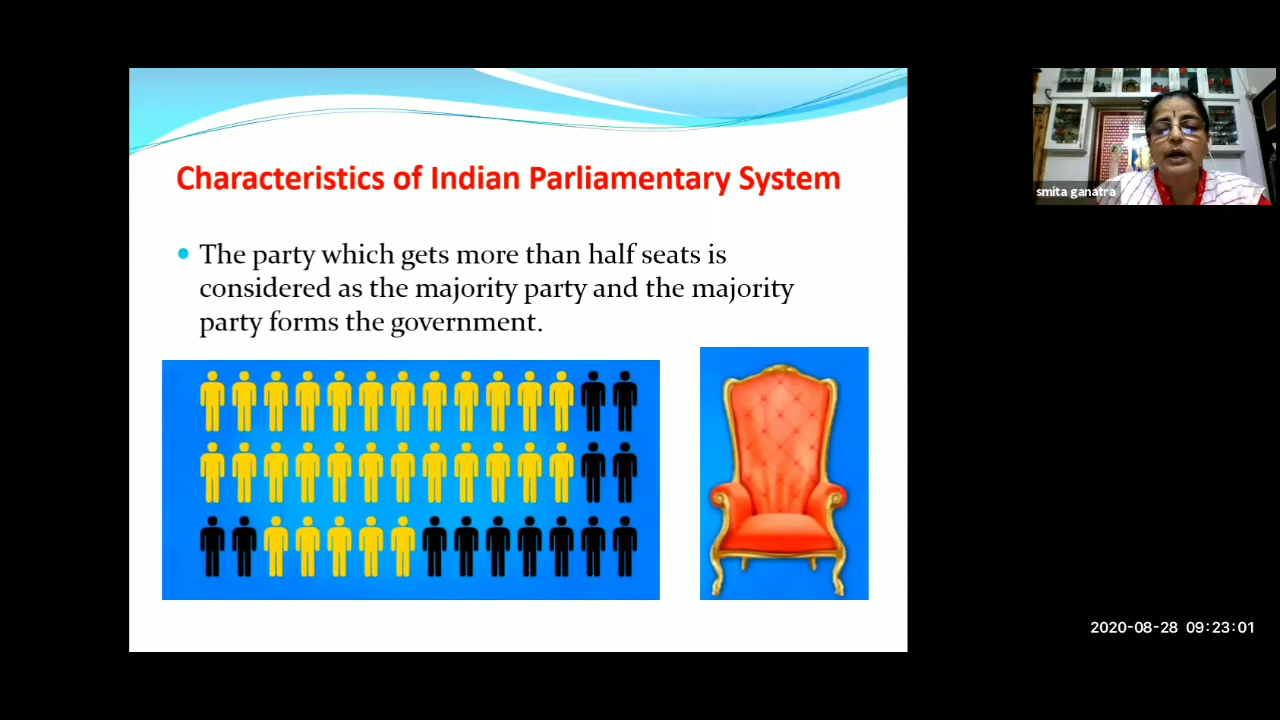 Characteristics of Indian Parliamentary System
The party which gets more than half seats is
considered as the majority party and the majority
party forms the government.
smita ganatra
2020-08-28 09:23:01